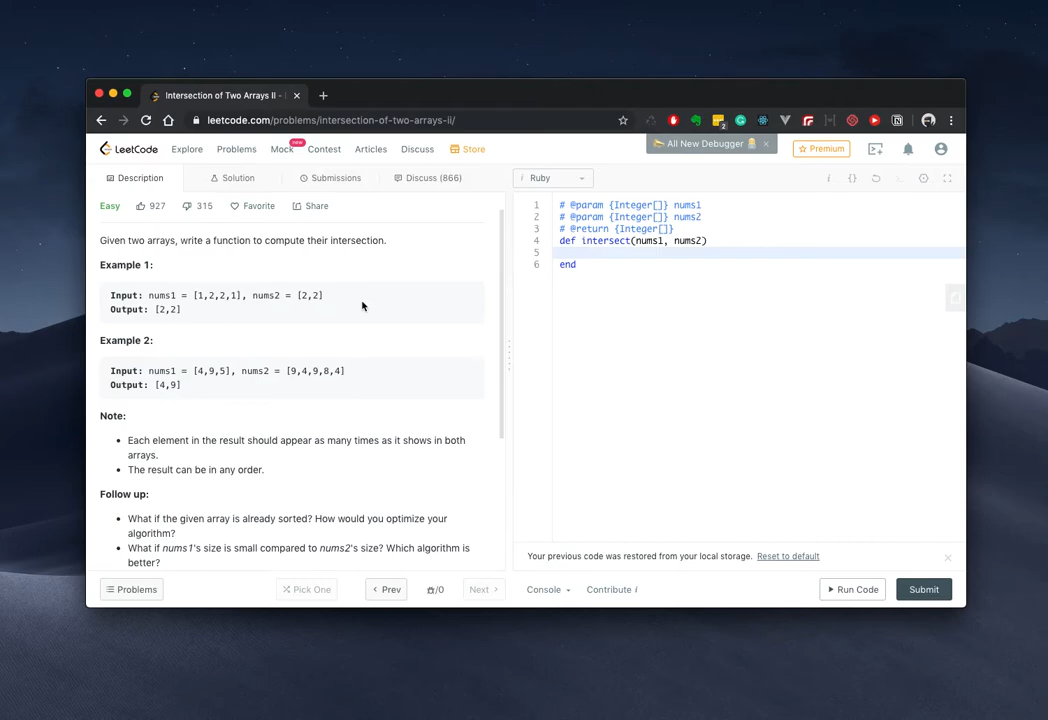 Intersection of Two Arrays II -
leetcode.com/problems/intersection-of-two-arrays-ii/
2
LeetCode
Explore
Problems
Mock
new
Contest
Articles
Discuss
Store
All New Debugger
Premium
Description
Solution
Submissions
Discuss (866)
i Ruby
i
{}
Easy
927
315
Favorite
Share
Given two arrays, write a function to compute their intersection.
Example 1:
Input: nums1 = [1,2,2,1], nums2 = [2,2]
Output: [2,2]
Example 2:
Input: nums1 = [4,9,5], nums2 = [9,4,9,8,4]
Output: [4,9]
Note:
• Each element in the result should appear as many times as it shows in both
arrays.
• The result can be in any order.
Follow up:
• What if the given array is already sorted? How would you optimize your
algorithm?
• What if nums1's size is small compared to nums2's size? Which algorithm is
better?
1 # @param {Integer[]} nums1
2 # @param {Integer[]} nums2
3 # @return {Integer[]}
4 def intersect(nums1, nums2)
5
6 end
Your previous code was restored from your local storage. Reset to default
Problems
Pick One
Prev
/0
Next
Console
Contribute i
Run Code
Submit